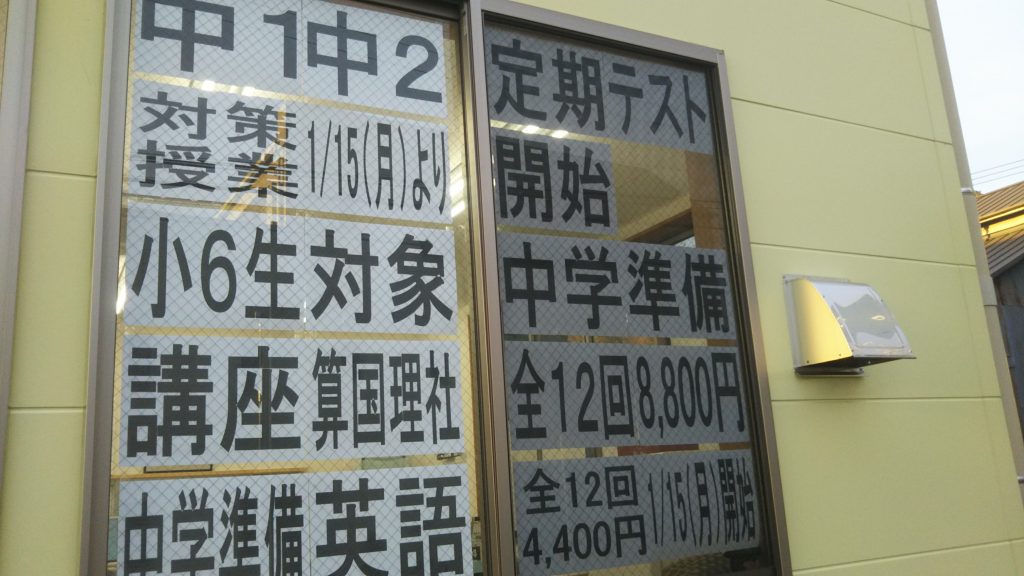 中1中2 定期テスト
対策授業 1/15(月)より 開始
小6生対象 中学準備
講座 算国理社 全12回8,800円
中学準備 英語 全12回 4,400円 1/15(月)開始